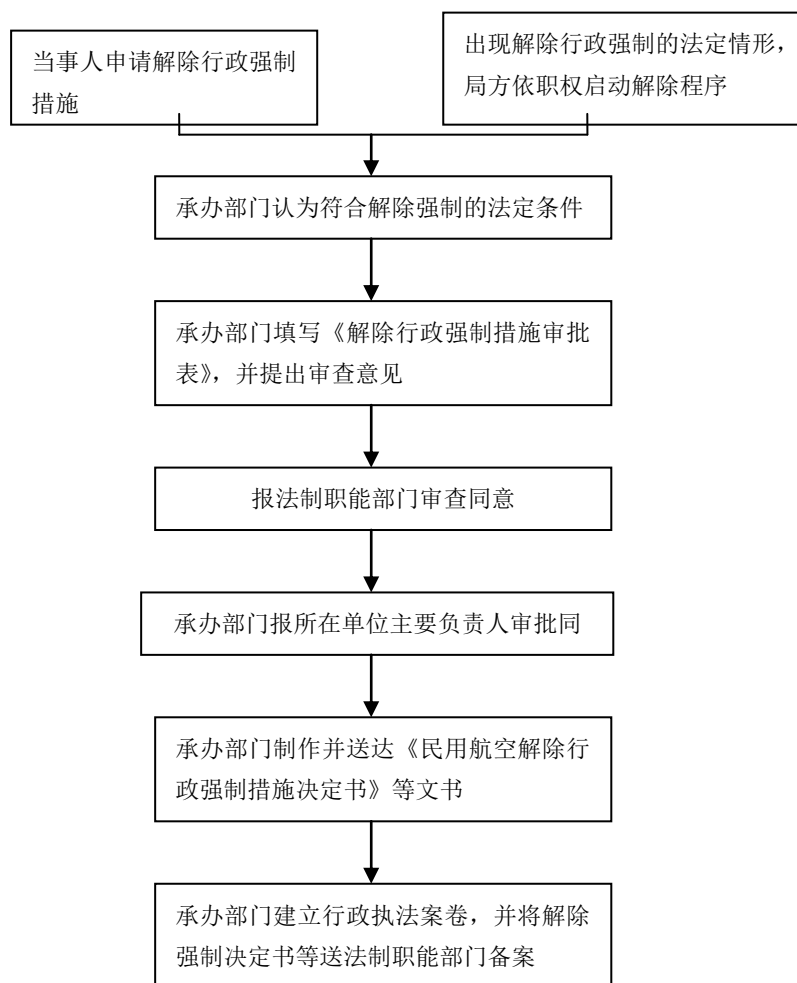 当事人申请解除行政强制
措施
出现解除行政强制的法定情形，
局方依职权启动解除程序
承办部门认为符合解除强制的法定条件
承办部门填写《解除行政强制措施审批
表》，并提出审查意见
报法制职能部门审查同意
承办部门报所在单位主要负责人审批同
承办部门制作并送达《民用航空解除行
政强制措施决定书》等文书
承办部门建立行政执法案卷，并将解除
强制决定书等送法制职能部门备案